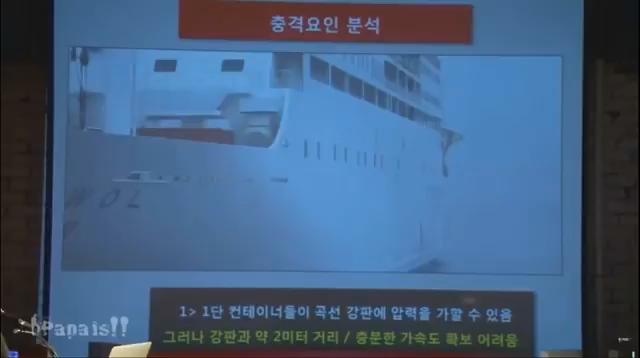 충격요인 분석
WOL
1> 1단 컨테이너들이 곡선 강판에 압력을 가할 수 있음
그러나 강판과 약 2미터 거리 / 충분한 가속도 확보 어려움
Panais!!